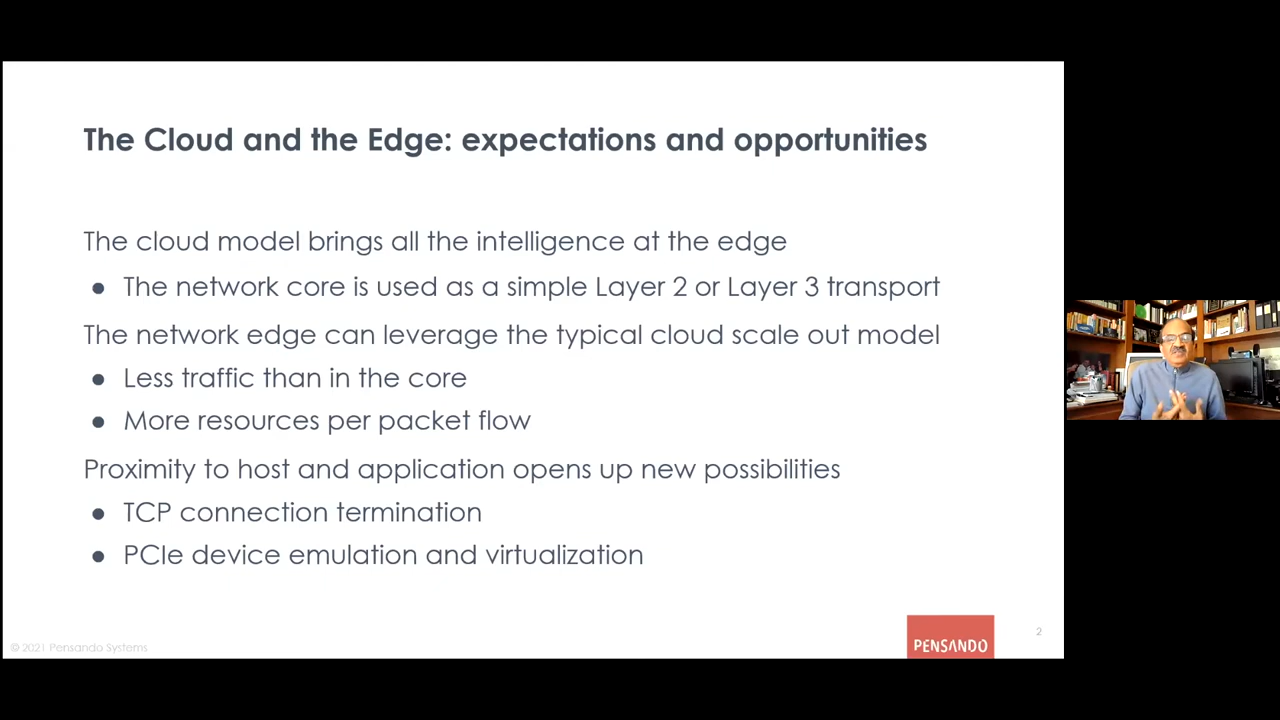 The Cloud and the Edge: expectations and opportunities
The cloud model brings all the intelligence at the edge
● The network core is used as a simple Layer 2 or Layer 3 transport
The network edge can leverage the typical cloud scale out model
● Less traffic than in the core
● More resources per packet flow
Proximity to host and application opens up new possibilities
● TCP connection termination
● PCIe device emulation and virtualization
© 2021 Pensando Systems
PENSANDO
2